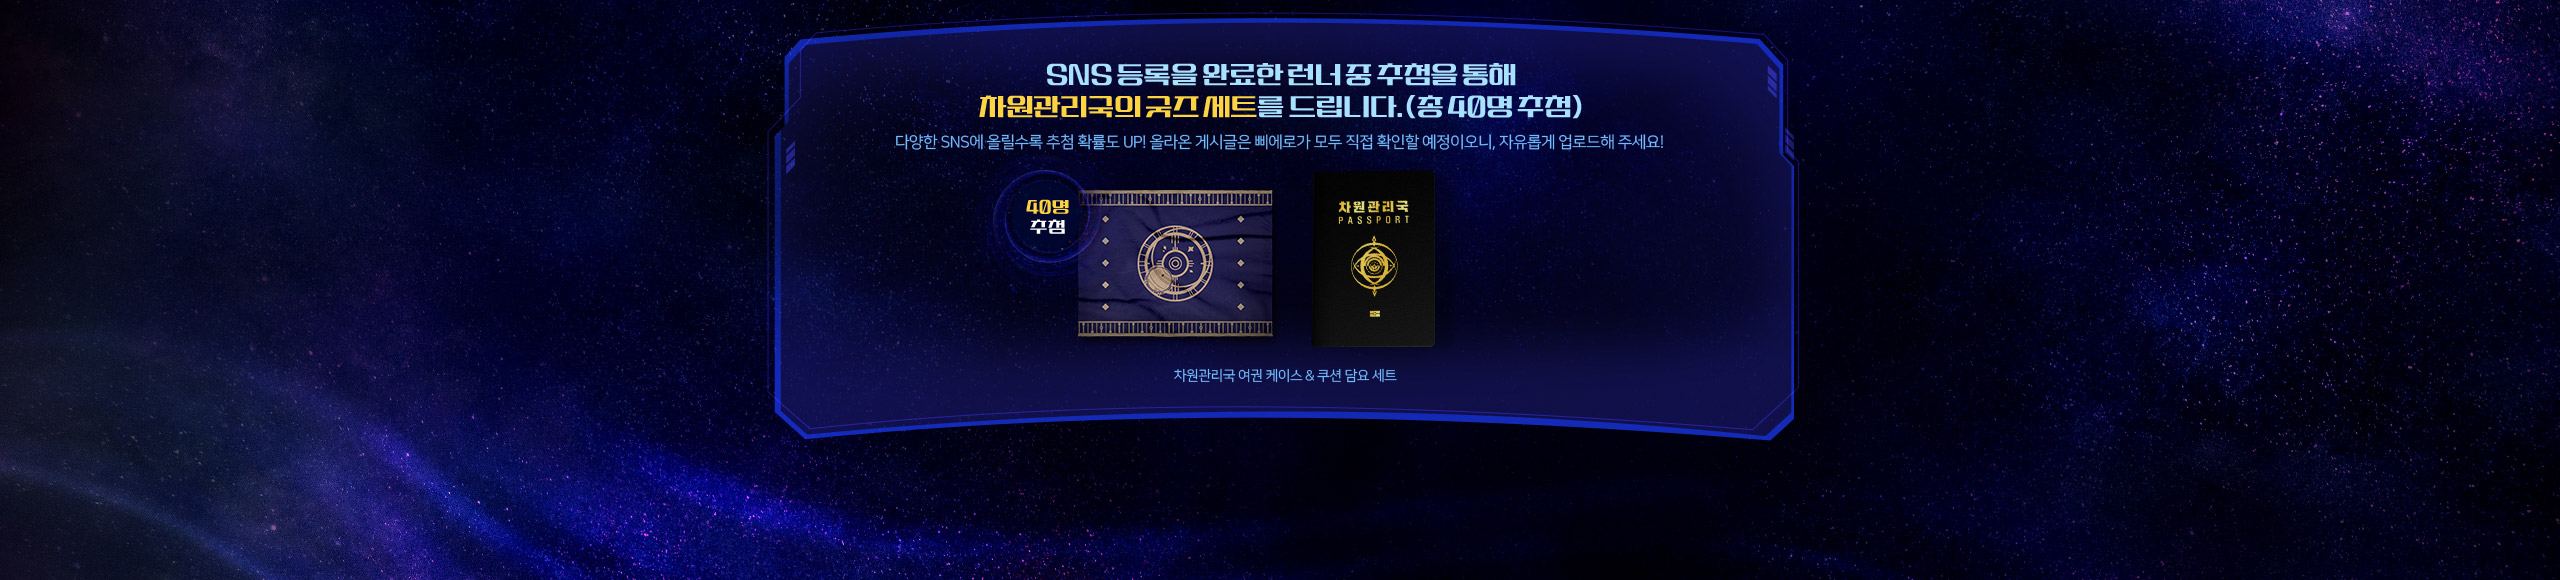 SNS 등록을 완료한 런너 중 추첨을 통해
차원관리국의 굿즈 세트를 드립니다.(총 40명 추첨)
다양한 SNS에 올릴수록 추첨 확률도 UP! 올라온 게시글은 삐에로가 모두 직접 확인할 예정이오니, 자유롭게 업로드해 주세요!
40명
추첨
차원관리국
PASSPORT
차원관리국 여권 케이스 & 쿠션 담요 세트